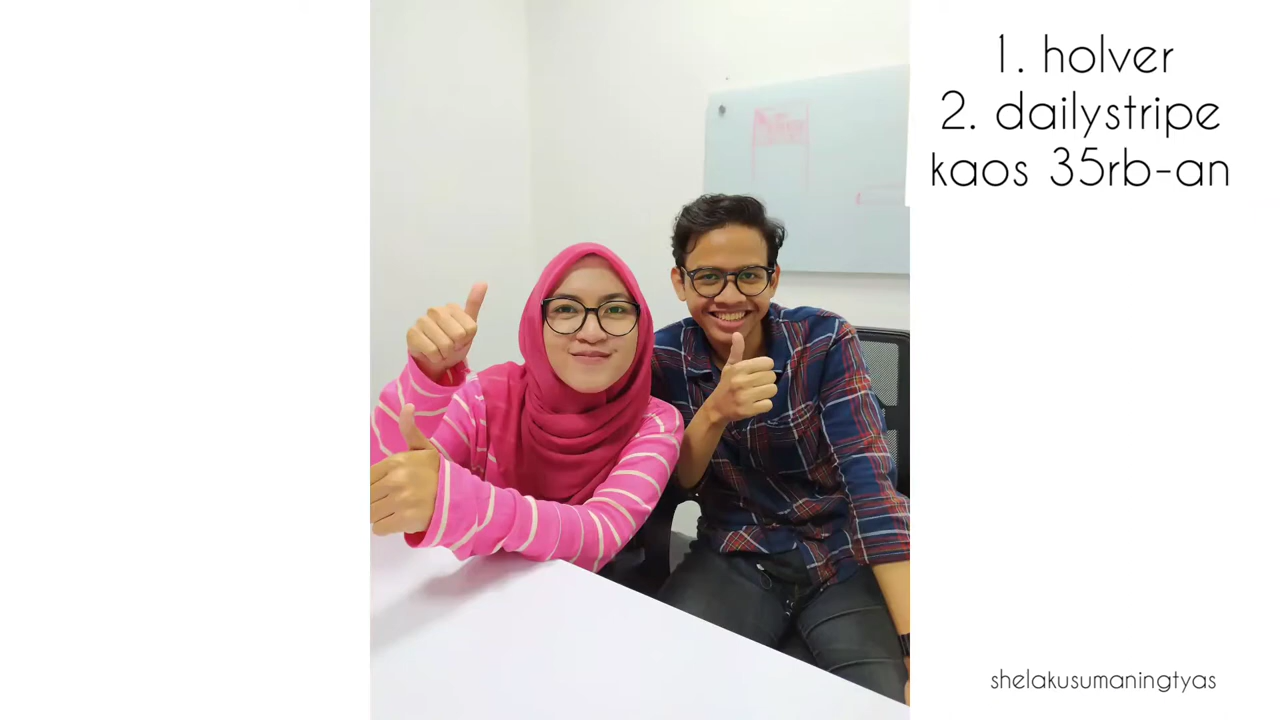 1. holver
2. dailystripe
kaos 35rb-an
shelakusumaningtyas